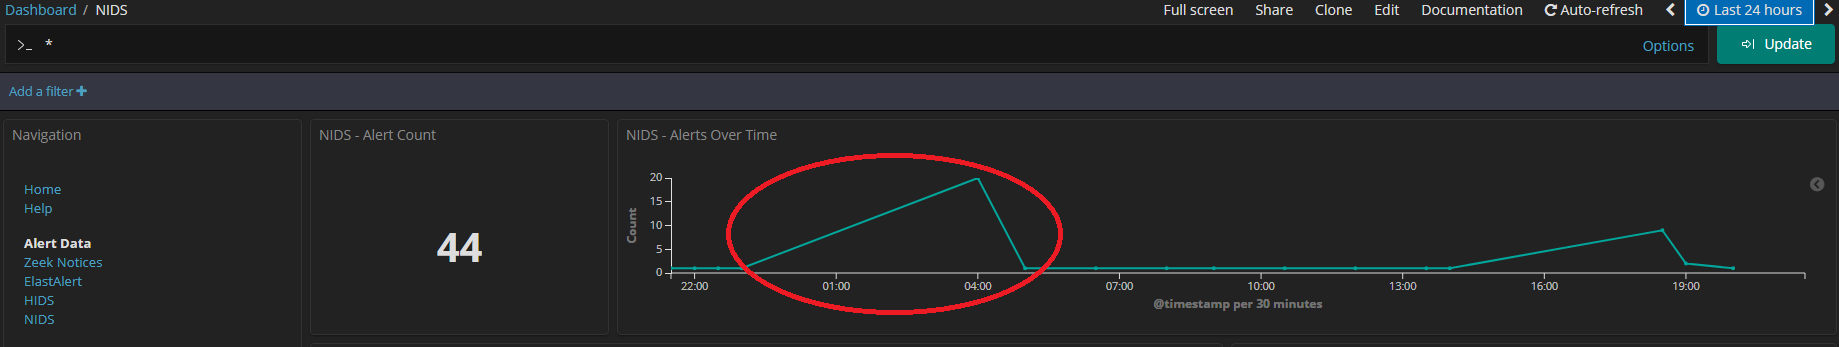 Dashboard / NIDS
Full screen Share Clone Edit Documentation Auto-refresh Last 24 hours
>_ *
Options
Update
Add a filter +
Navigation
Home
Help
Alert Data
Zeek Notices
ElastAlert
HIDS
NIDS
NIDS - Alert Count
44
NIDS - Alerts Over Time
20
15
10
5
0
Count
22:00 01:00 04:00 07:00 10:00 13:00 16:00 19:00
@timestamp per 30 minutes